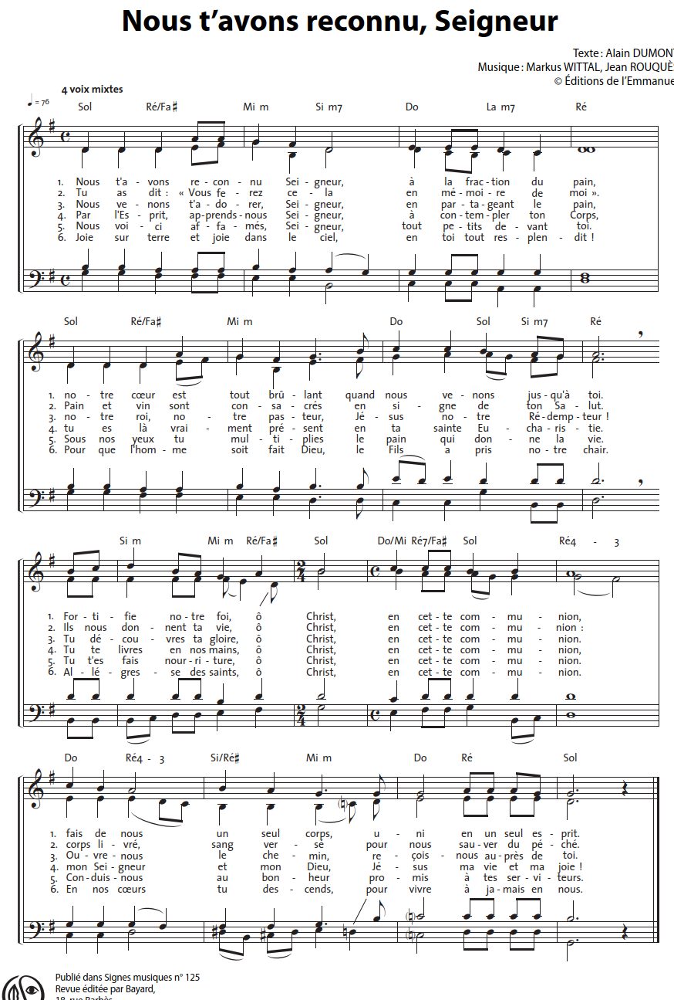 Nous t'avons reconnu, Seigneur
Texte : Alain DUMONT
Musique : Markus WITTAL, Jean ROUQUÈS
© Éditions de l'Emmanuel
4 voix mixtes
♩ = 76
Sol Ré/Fa♯ Mi m Si m7 Do La m7 Ré
1. Nous t'a - vons re - con - nu Sei - gneur, à la frac - tion du pain,
2. Tu as dit : « Vous fe - rez ce - la en mé - moi - re de moi ».
3. Nous ve - nons t'a - do - rer, Sei - gneur, en par - ta - geant le pain,
4. Par l'Es - prit, ap - prends - nous Sei - gneur, à con - tem - pler ton Corps,
5. Nous voi - ci af - fa - més, Sei - gneur, tout pe - tits de - vant toi.
6. Joie sur terre et joie dans le ciel, en toi tout res - plen - dit !
Sol Ré/Fa♯ Mi m Do Sol Si m7 Ré
1. no - tre cœur est tout brû - lant quand nous ve - nons jus - qu'à toi.
2. Pain et vin sont con - sa - crés en si - gne de ton Sa - lut.
3. no - tre roi, no - tre pas - teur, Jé - sus no - tre Ré - demp - teur !
4. tu es là vrai - ment pré - sent en ta sainte Eu - cha - ris - tie.
5. Sous nos yeux tu mul - ti - plies le pain qui don - ne la vie.
6. Pour que l'hom - me soit fait Dieu, le Fils a pris no - tre chair.
Si m Mi m Ré/Fa♯ Sol Do/Mi Ré7/Fa♯ Sol Ré4 - 3
1. For - ti - fie no - tre foi, ô Christ, en cet - te com - mu - nion,
2. Ils nous don - nent ta vie, ô Christ, en cet - te com - mu - nion :
3. Tu dé - cou - vres ta gloire, ô Christ, en cet - te com - mu - nion.
4. Tu te livres en nos mains, ô Christ, en cet - te com - mu - nion,
5. Tu t'es fais nour - ri - ture, ô Christ, en cet - te com - mu - nion.
6. Al - lé - gres - se des saints, ô Christ, en cet - te com - mu - nion.
Do Ré4 - 3 Si/Ré♯ Mi m Do Ré Sol
1. fais de nous un seul corps, u - ni en un seul es - prit.
2. corps li - vré, sang ver - sé pour nous sau - ver du pé - ché.
3. Ou - vre - nous le che - min, re - çois - nous au - près de toi.
4. mon Sei - gneur et mon Dieu, Jé - sus ma vie et ma joie !
5. Con - duis - nous au bon - heur pro - mis à tes ser - vi - teurs.
6. En nos cœurs tu des - cends, pour vivre à ja - mais en nous.
Publié dans Signes musiques n° 125
Revue éditée par Bayard,
18, rue Barbès